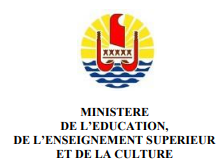 MINISTERE
DE L'EDUCATION,
DE L'ENSEIGNEMENT SUPERIEUR
ET DE LA CULTURE